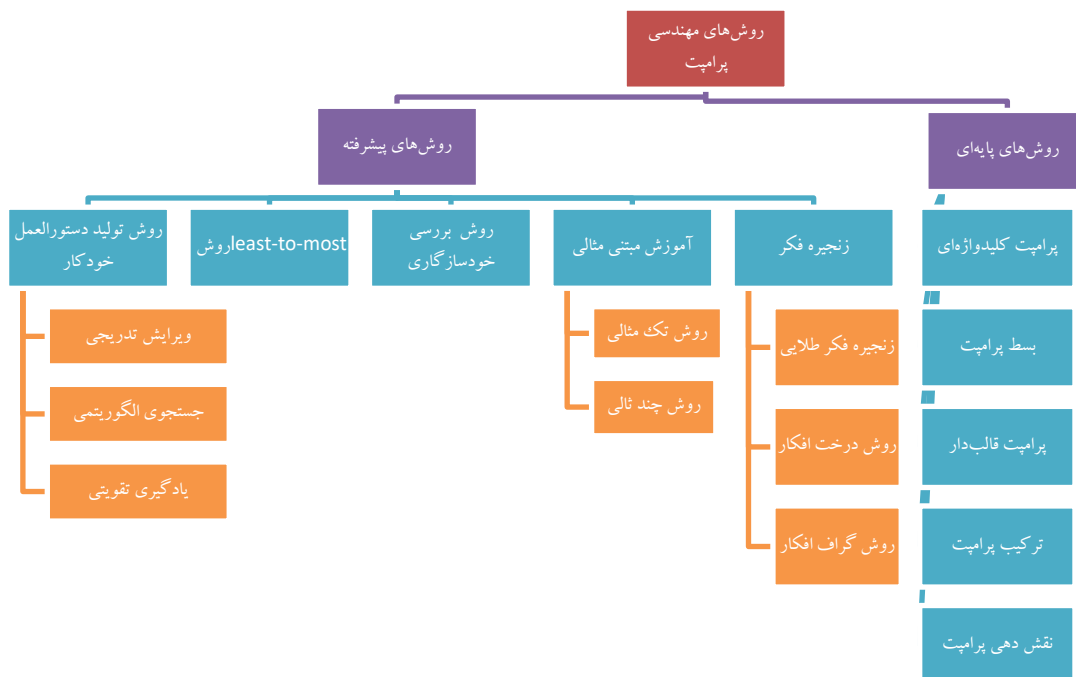 روش‌های مهندسی
پرامپت
روش‌های پایه‌ای
روش‌های پیشرفته
پرامپت کلیدواژه‌ای
بسط پرامپت
پرامپت قالب‌دار
ترکیب پرامپت
نقش دهی پرامپت
زنجیره فکر
زنجیره فکر طلایی
روش درخت افکار
روش گراف افکار
آموزش مبتنی مثالی
روش تک مثالی
روش چند ثالی
روش بررسی
خودسازگاری
روشleast-to-most
روش تولید دستورالعمل
خودکار
ویرایش تدریجی
جستجوی الگوریتمی
یادگیری تقویتی